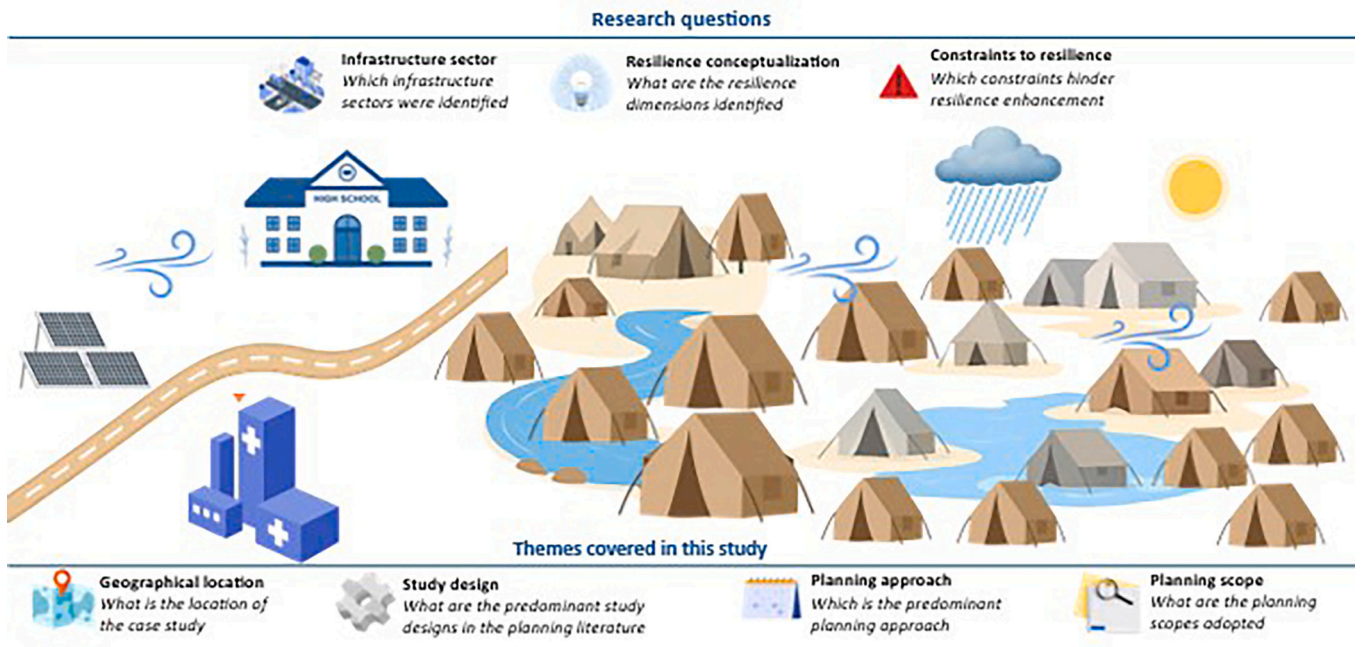 Research questions
Infrastructure sector
Which infrastructure
sectors were identified
Resilience conceptualization
What are the resilience
dimensions identified
Constraints to resilience
Which constraints hinder
resilience enhancement
HIGH SCHOOL
Themes covered in this study
Geographical location
What is the location of
the case study
Study design
What are the predominant study
designs in the planning literature
Planning approach
Which is the predominant
planning approach
Planning scope
What are the planning
scopes adopted